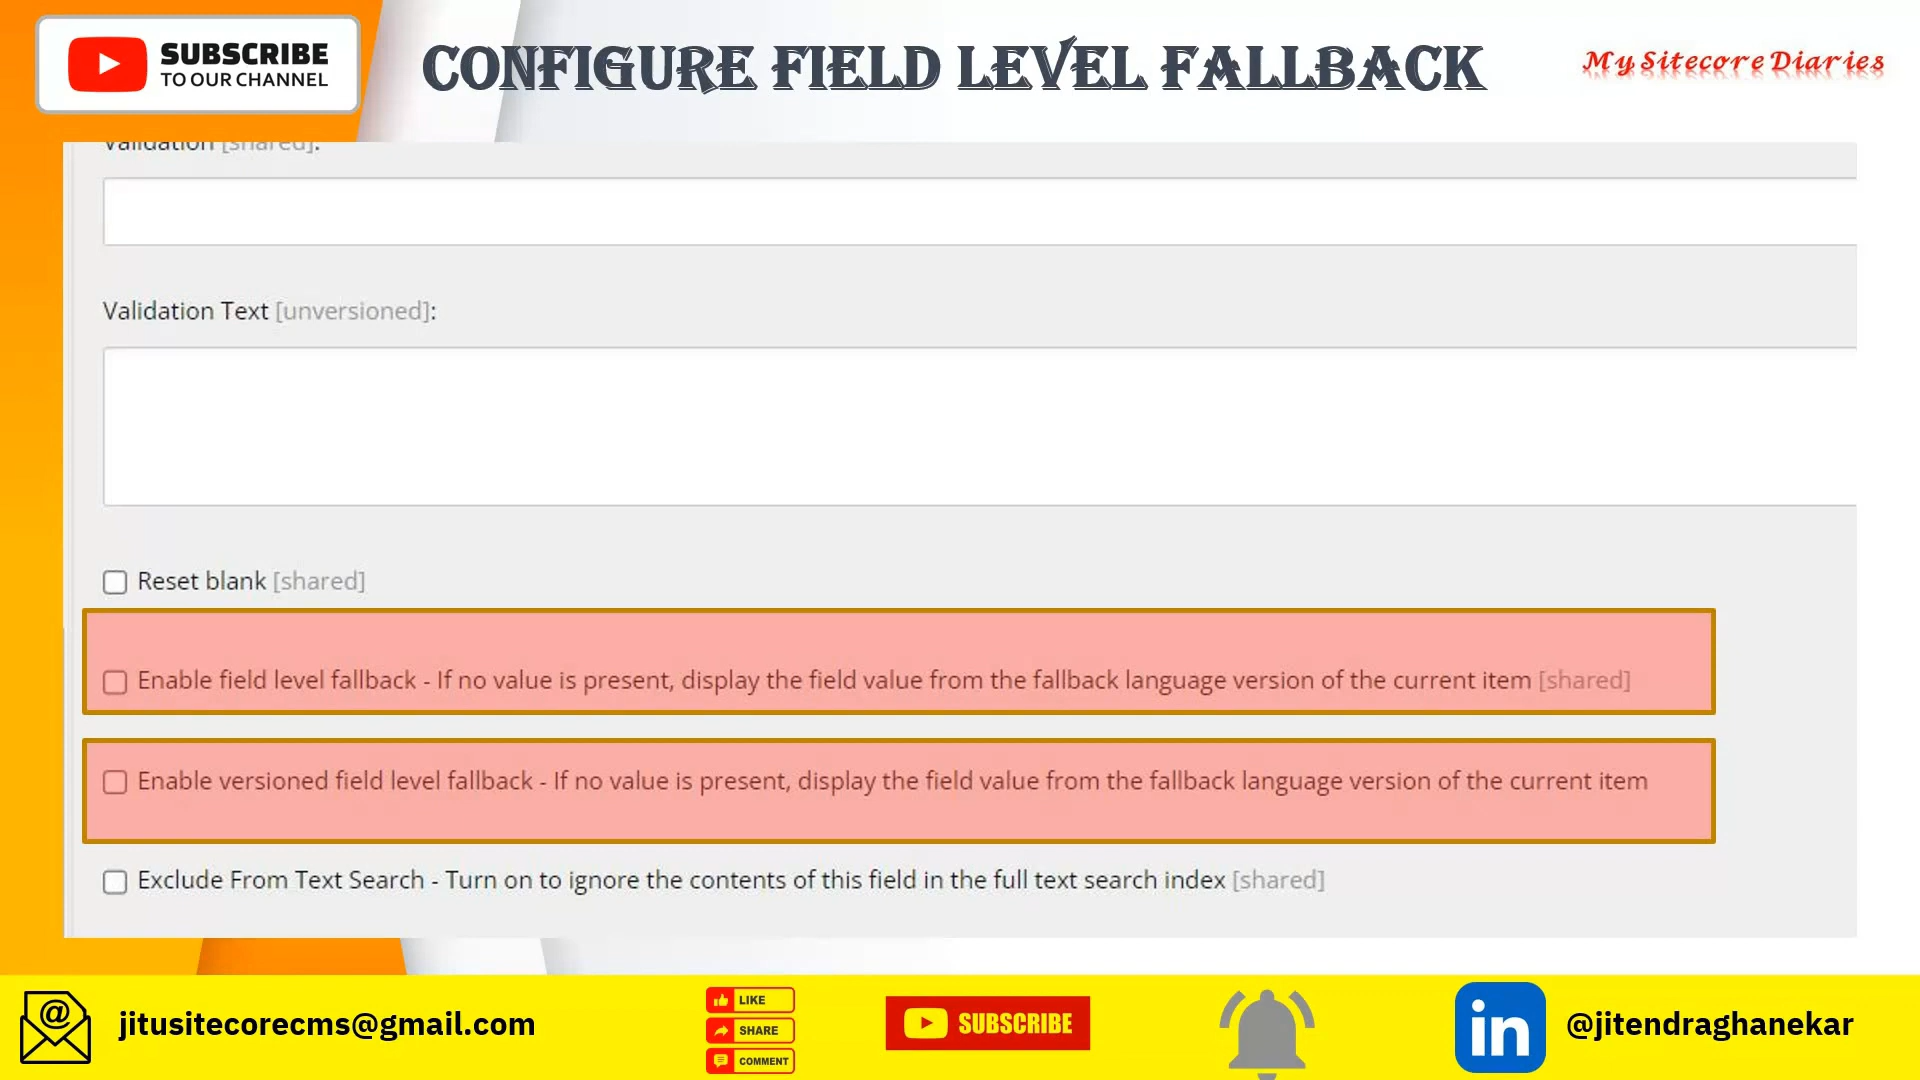 SUBSCRIBE
TO OUR CHANNEL
CONFIGURE FIELD LEVEL FALLBACK
My Sitecore Diaries
Validation [shared]:
Validation Text [unversioned]:
Reset blank [shared]
Enable field level fallback - If no value is present, display the field value from the fallback language version of the current item [shared]
Enable versioned field level fallback - If no value is present, display the field value from the fallback language version of the current item
Exclude From Text Search - Turn on to ignore the contents of this field in the full text search index [shared]
@
jitusitecorecms@gmail.com
LIKE
SHARE
COMMENT
SUBSCRIBE
in
@jitendraghanekar